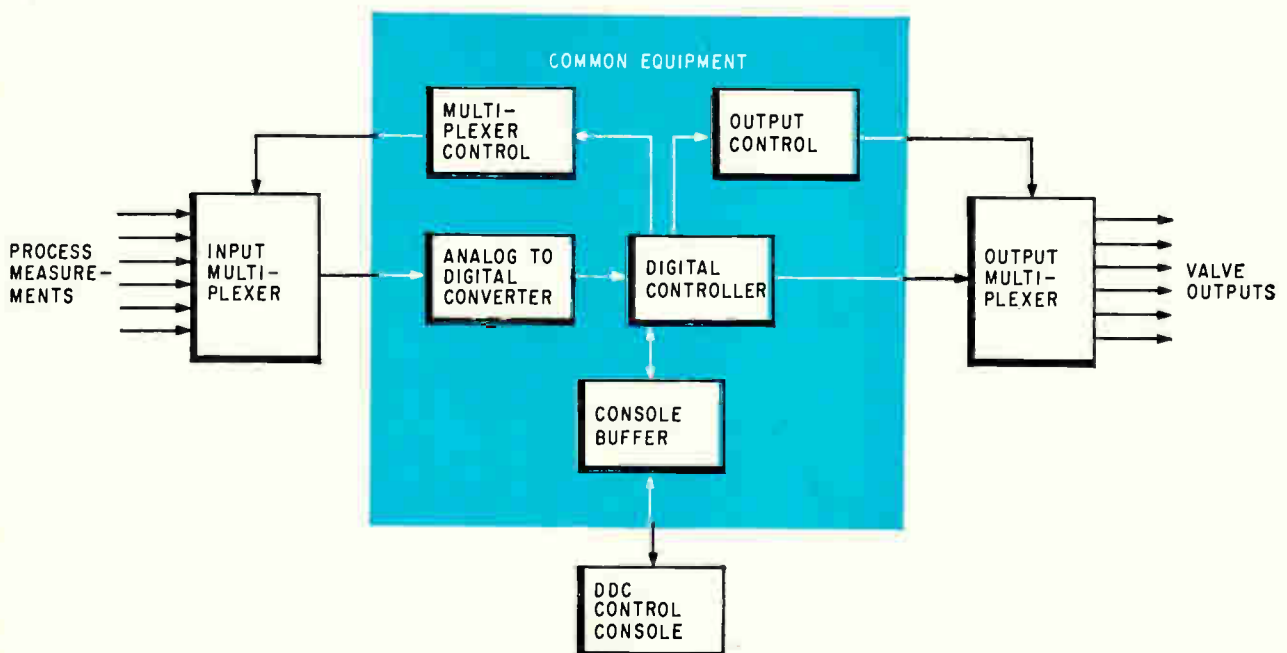 COMMON EQUIPMENT
MULTI-
PLEXER
CONTROL
OUTPUT
CONTROL
PROCESS
MEASURE-
MENTS
INPUT
MULTI-
PLEXER
ANALOG TO
DIGITAL
CONVERTER
DIGITAL
CONTROLLER
OUTPUT
MULTI-
PLEXER
VALVE
OUTPUTS
CONSOLE
BUFFER
DDC
CONTROL
CONSOLE